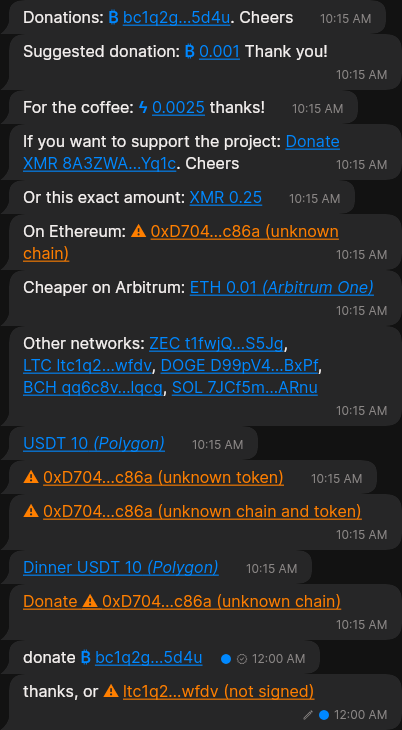 Donations: ₿ bc1q2g...5d4u. Cheers 10:15 AM
Suggested donation: ₿ 0.001 Thank you!
10:15 AM
For the coffee: ϟ 0.0025 thanks! 10:15 AM
If you want to support the project: Donate
XMR 8A3ZWA...Yq1c. Cheers 10:15 AM
Or this exact amount: XMR 0.25 10:15 AM
On Ethereum: ⚠ 0xD704...c86a (unknown
chain) 10:15 AM
Cheaper on Arbitrum: ETH 0.01 (Arbitrum One)
10:15 AM
Other networks: ZEC t1fwjQ...S5Jg,
LTC ltc1q2...wfdv, DOGE D99pV4...BxPf,
BCH qq6c8v...lqcq, SOL 7JCf5m...ARnu
10:15 AM
USDT 10 (Polygon) 10:15 AM
⚠ 0xD704...c86a (unknown token) 10:15 AM
⚠ 0xD704...c86a (unknown chain and token)
10:15 AM
Dinner USDT 10 (Polygon) 10:15 AM
Donate ⚠ 0xD704...c86a (unknown chain)
10:15 AM
donate ₿ bc1q2g...5d4u 12:00 AM
thanks, or ⚠ ltc1q2...wfdv (not signed)
12:00 AM